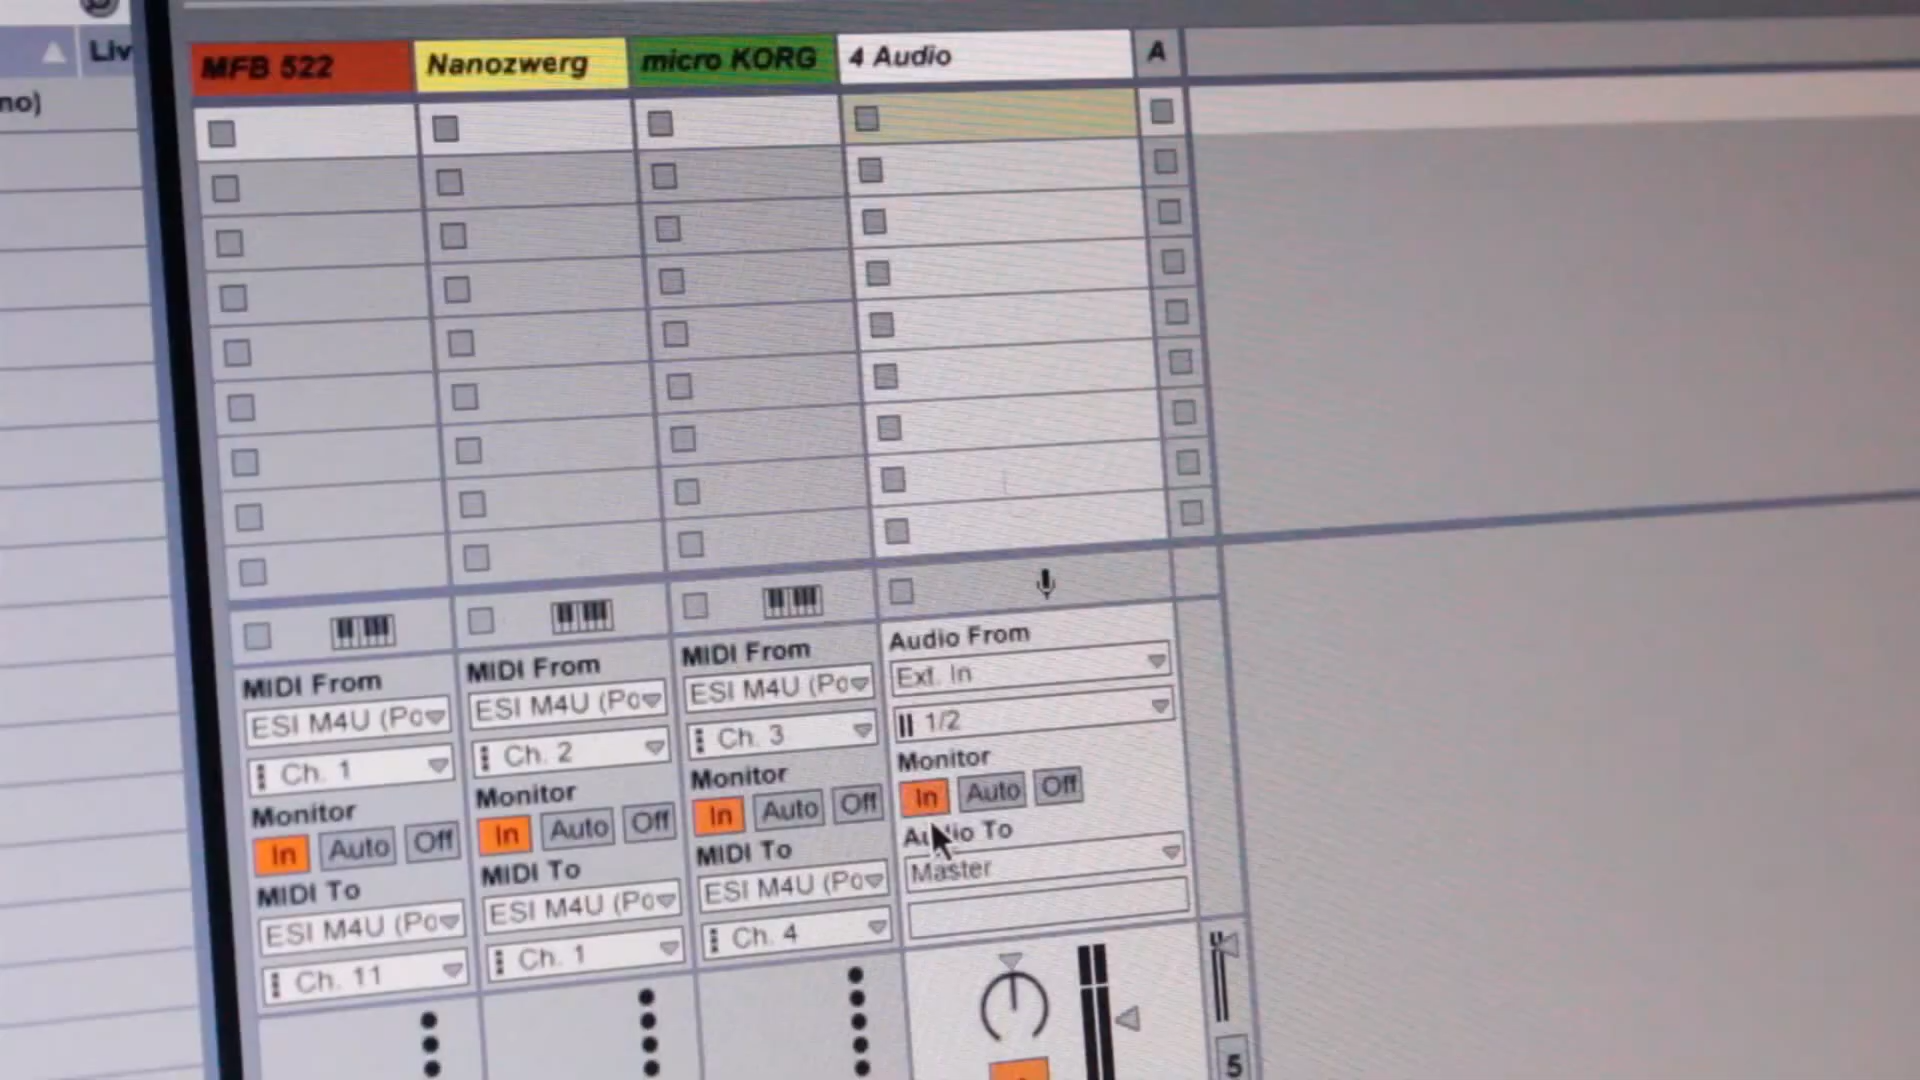 Liv
no)
MFB 522
Nanozwerg
micro KORG
4 Audio
A
MIDI From
ESI M4U (Po
Ch. 1
Monitor
In Auto Off
MIDI To
ESI M4U (Po
Ch. 11
MIDI From
ESI M4U (Po
Ch. 2
Monitor
In Auto Off
MIDI To
ESI M4U (Po
Ch. 1
MIDI From
ESI M4U (Po
Ch. 3
Monitor
In Auto Off
MIDI To
ESI M4U (Po
Ch. 4
Audio From
Ext. In
1/2
Monitor
In Auto Off
Audio To
Master
5